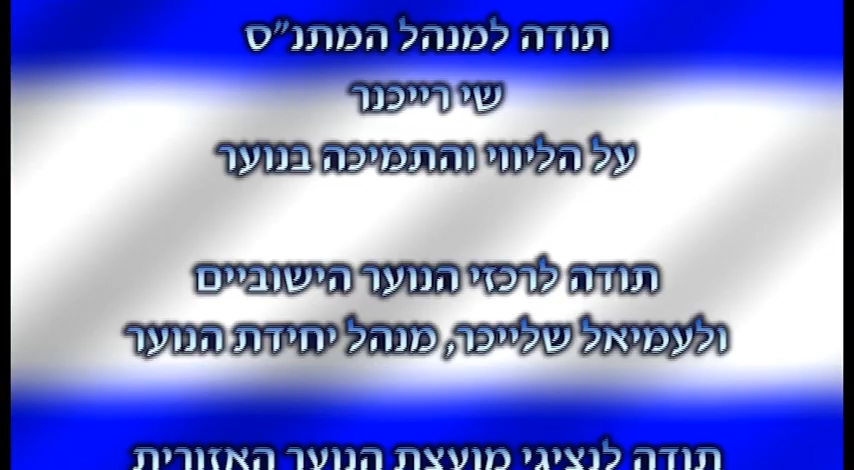 תודה למנהל המתנ"ס
שי רייכנר
על הליווי והתמיכה בנוער
תודה לרכזי הנוער הישוביים
ולעמיאל שלייכר, מנהל יחידת הנוער
תודה לנציגי מועצת הנוער האזורית